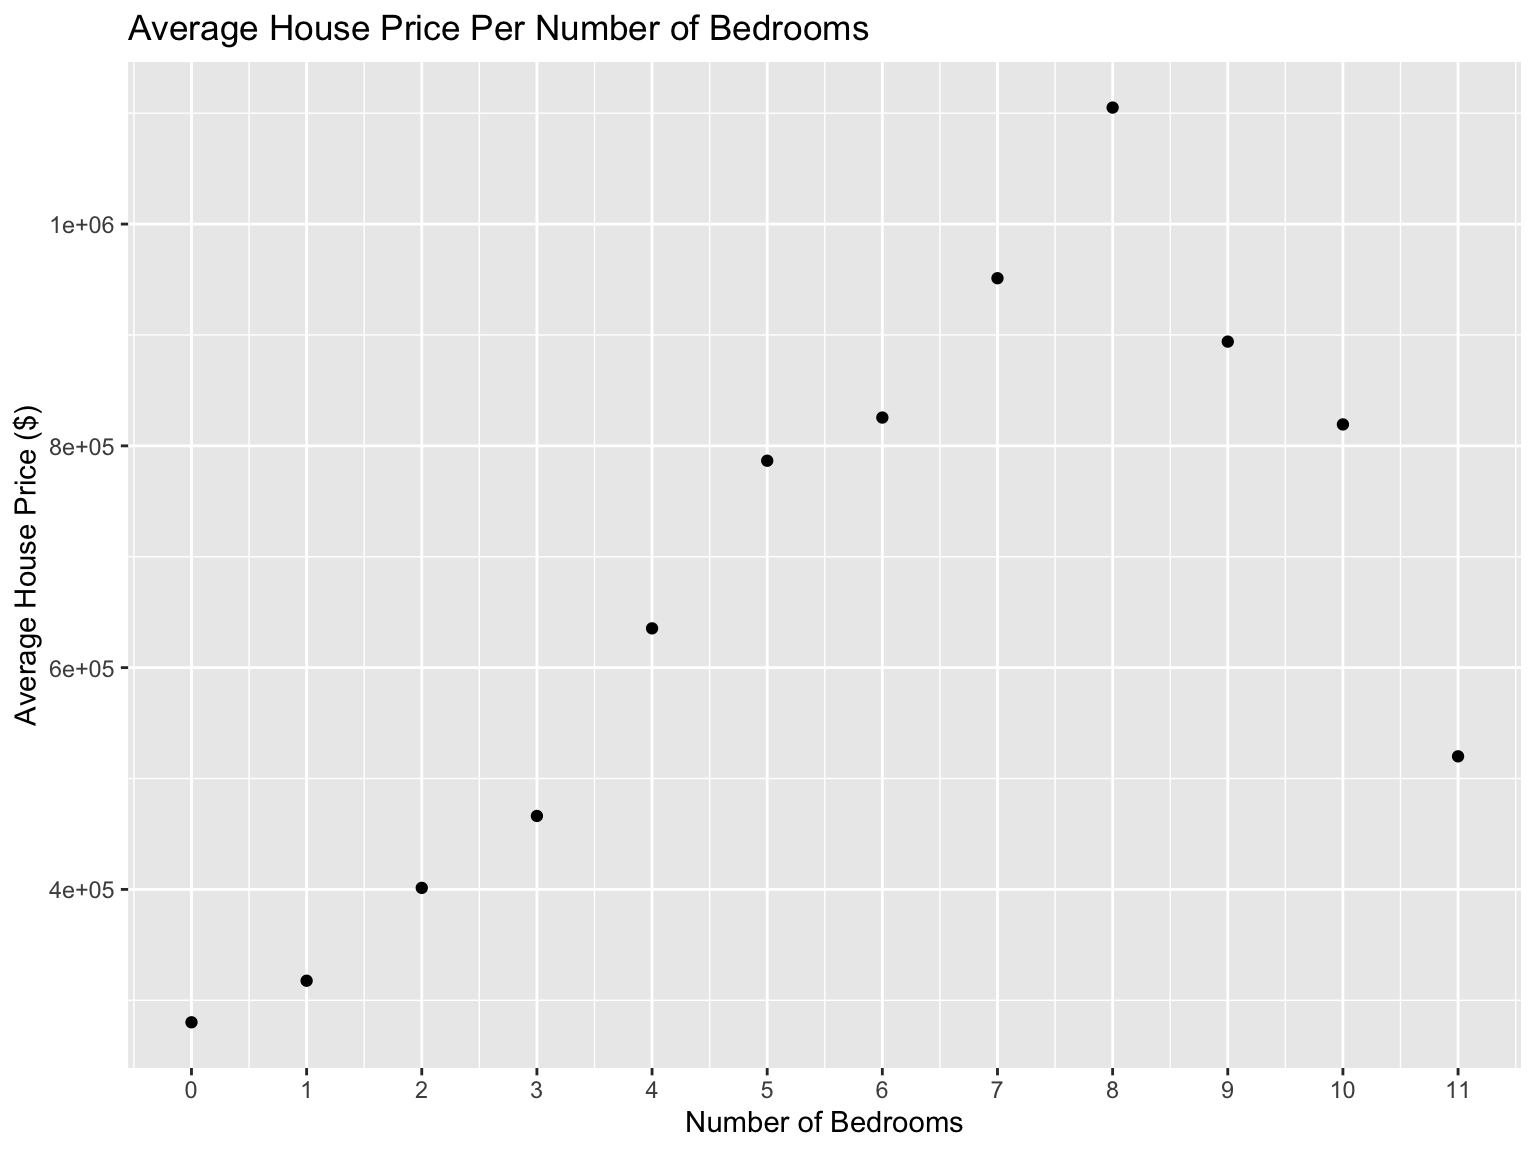 Average House Price Per Number of Bedrooms
Average House Price ($)
1e+06
8e+05
6e+05
4e+05
0 1 2 3 4 5 6 7 8 9 10 11
Number of Bedrooms